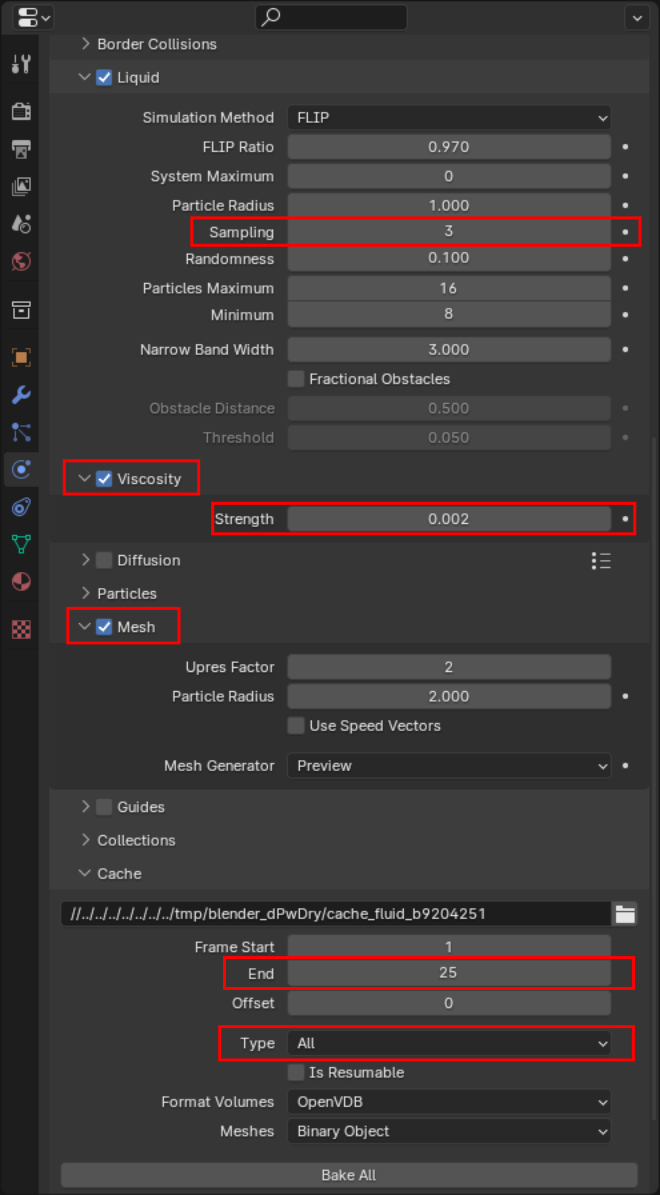 Border Collisions
Liquid
Simulation Method FLIP
FLIP Ratio 0.970
System Maximum 0
Particle Radius 1.000
Sampling 3
Randomness 0.100
Particles Maximum 16
Minimum 8
Narrow Band Width 3.000
Fractional Obstacles
Obstacle Distance 0.500
Threshold 0.050
Viscosity
Strength 0.002
Diffusion
Particles
Mesh
Upres Factor 2
Particle Radius 2.000
Use Speed Vectors
Mesh Generator Preview
Guides
Collections
Cache
//../../../../../../../tmp/blender_dPwDry/cache_fluid_b9204251
Frame Start 1
End 25
Offset 0
Type All
Is Resumable
Format Volumes OpenVDB
Meshes Binary Object
Bake All